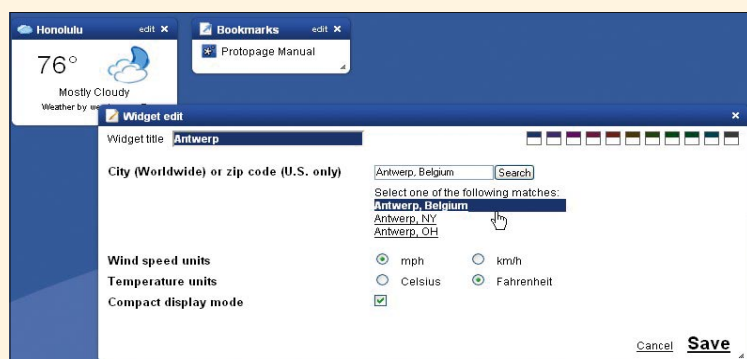 Honolulu edit ×
76°
Mostly Cloudy
Weather by
Bookmarks edit ×
Protopage Manual
Widget edit ×
Widget title Antwerp
City (Worldwide) or zip code (U.S. only) Antwerp, Belgium Search
Select one of the following matches:
Antwerp, Belgium
Antwerp, NY
Antwerp, OH
Wind speed units mph km/h
Temperature units Celsius Fahrenheit
Compact display mode
Cancel Save